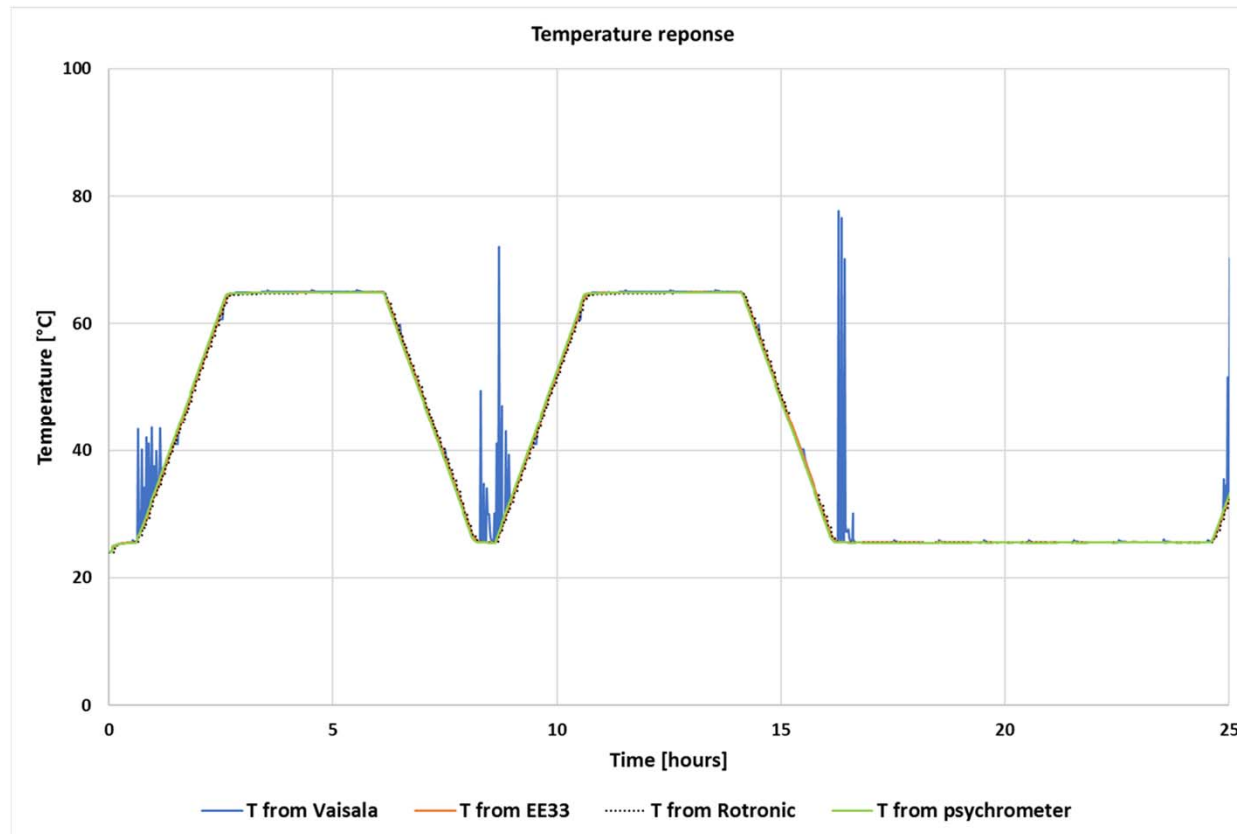 Temperature reponse
100
80
60
40
20
0
Temperature [°C]
0 5 10 15 20 25
Time [hours]
T from Vaisala T from EE33 T from Rotronic T from psychrometer